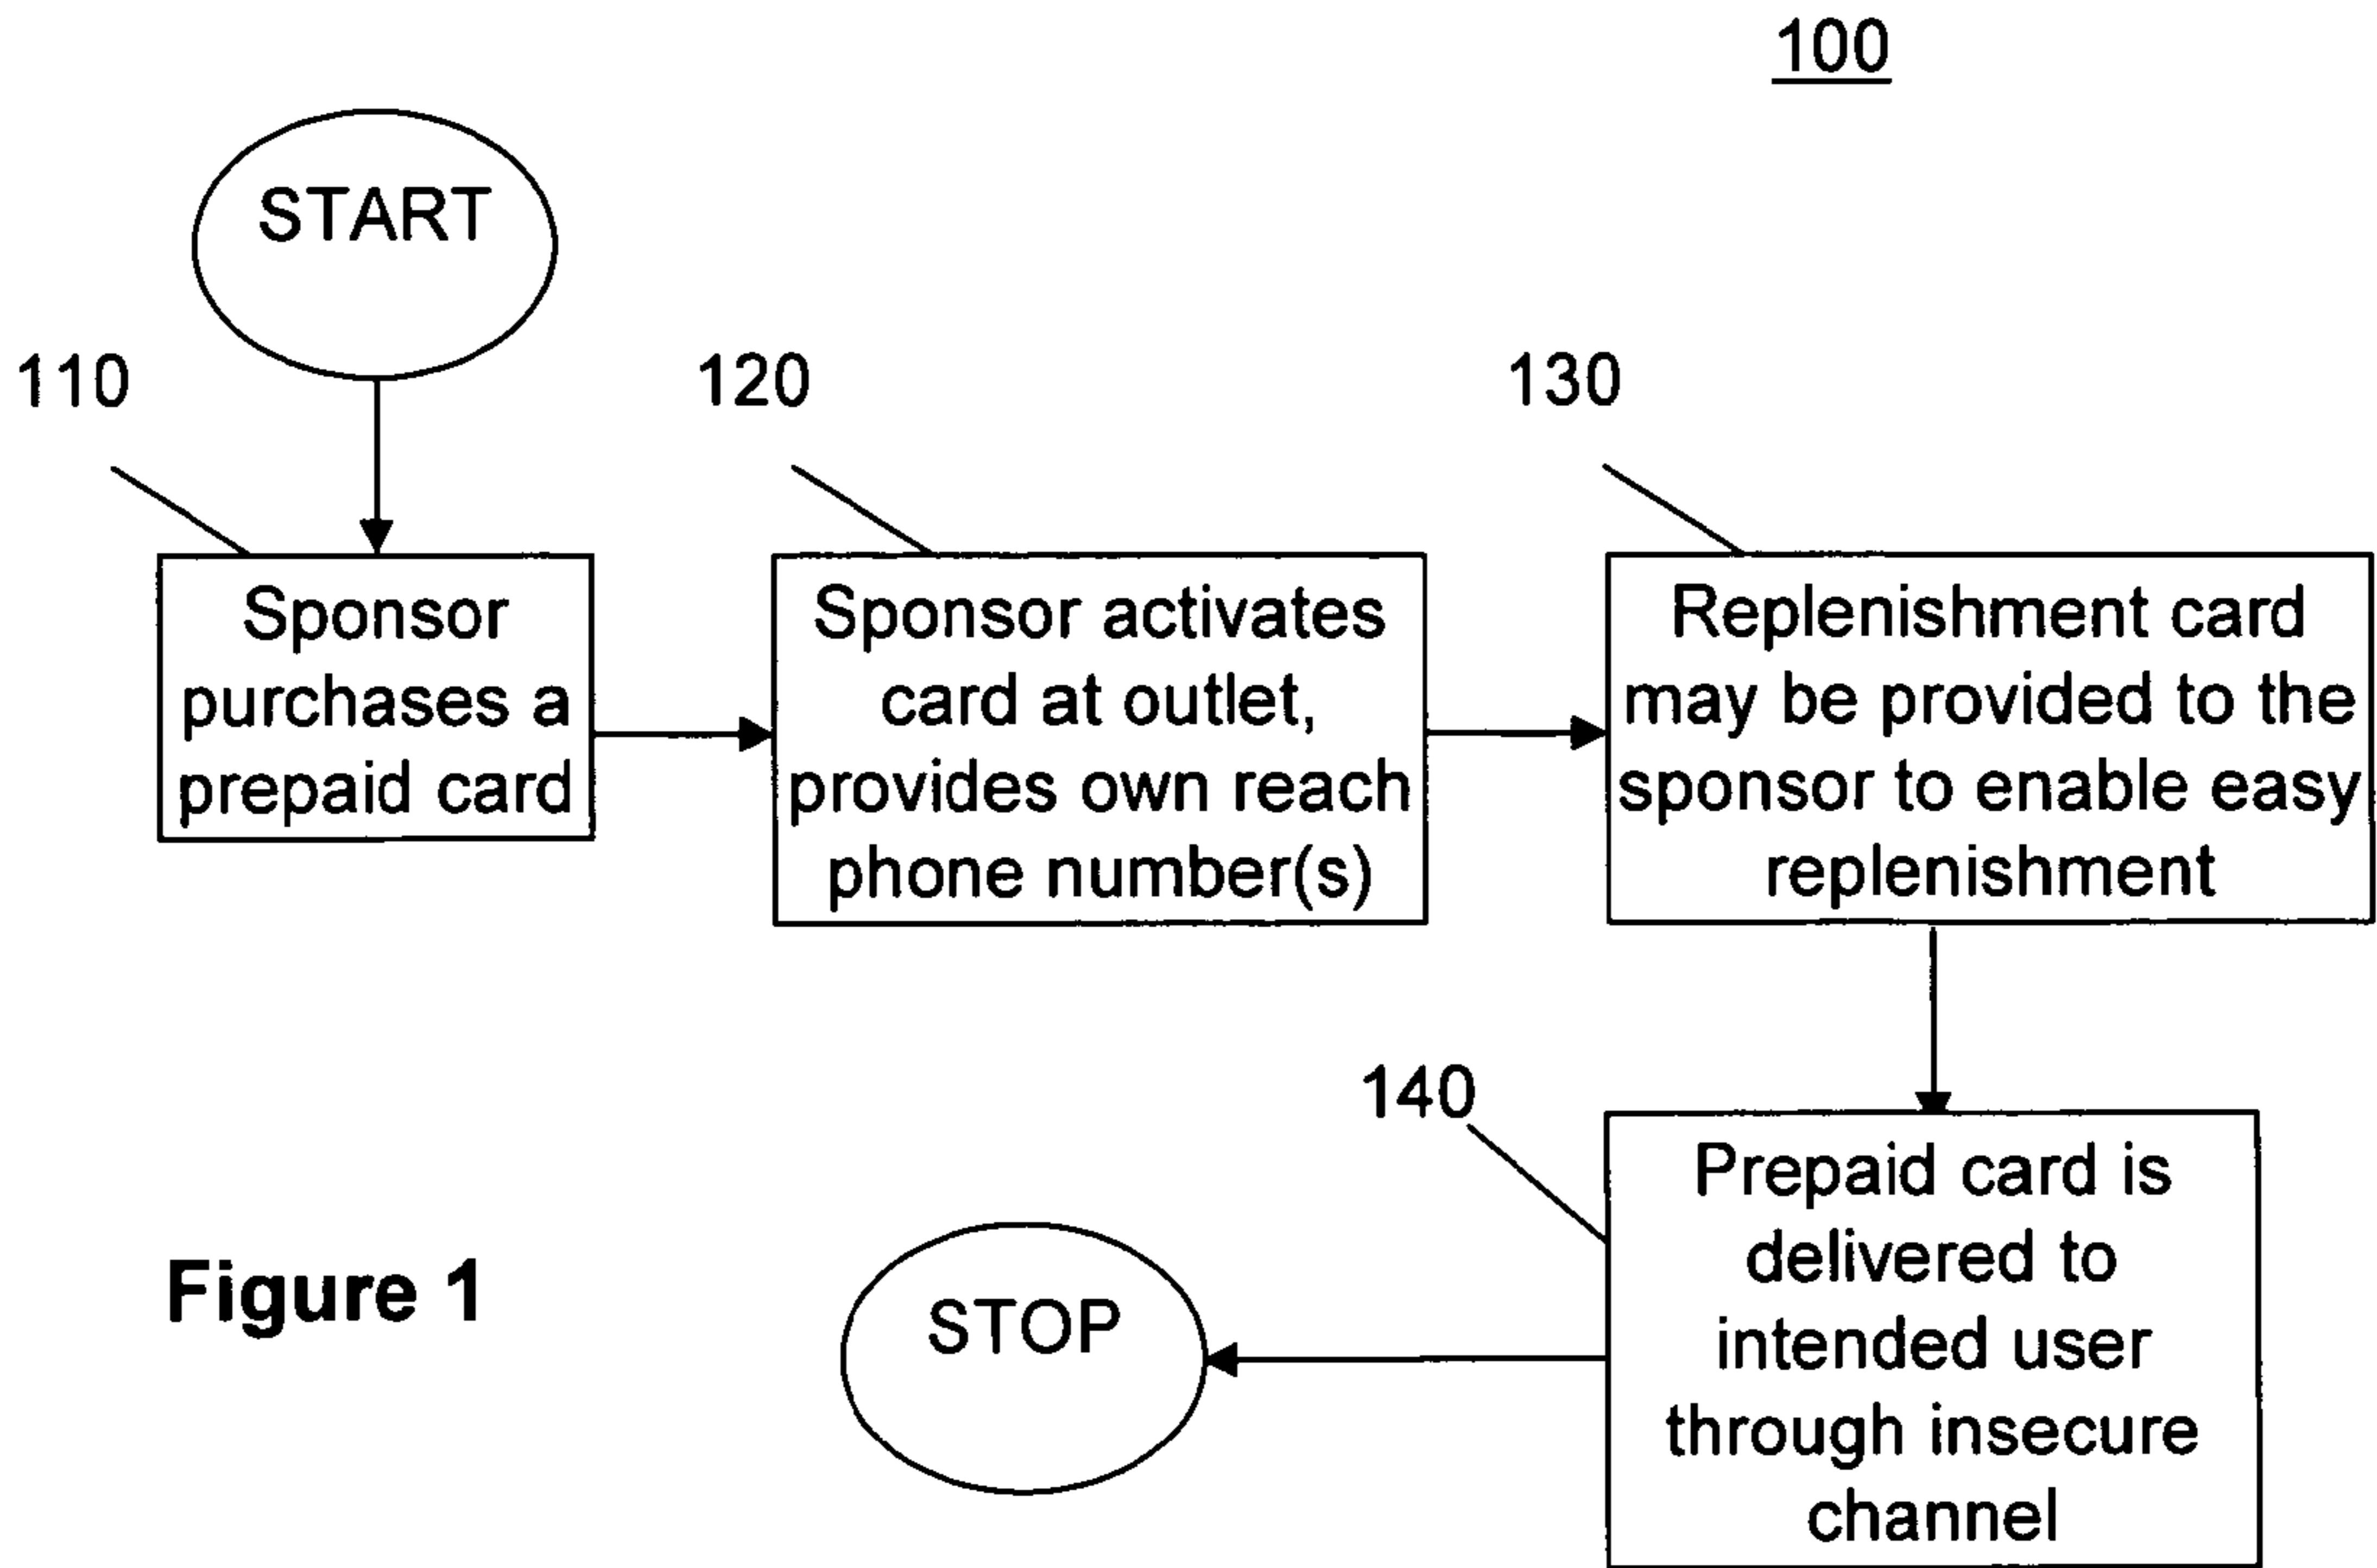 100
START
110
120
130
Sponsor
purchases a
prepaid card
Sponsor activates
card at outlet,
provides own reach
phone number(s)
Replenishment card
may be provided to the
sponsor to enable easy
replenishment
140
Prepaid card is
delivered to
intended user
through insecure
channel
STOP
Figure 1